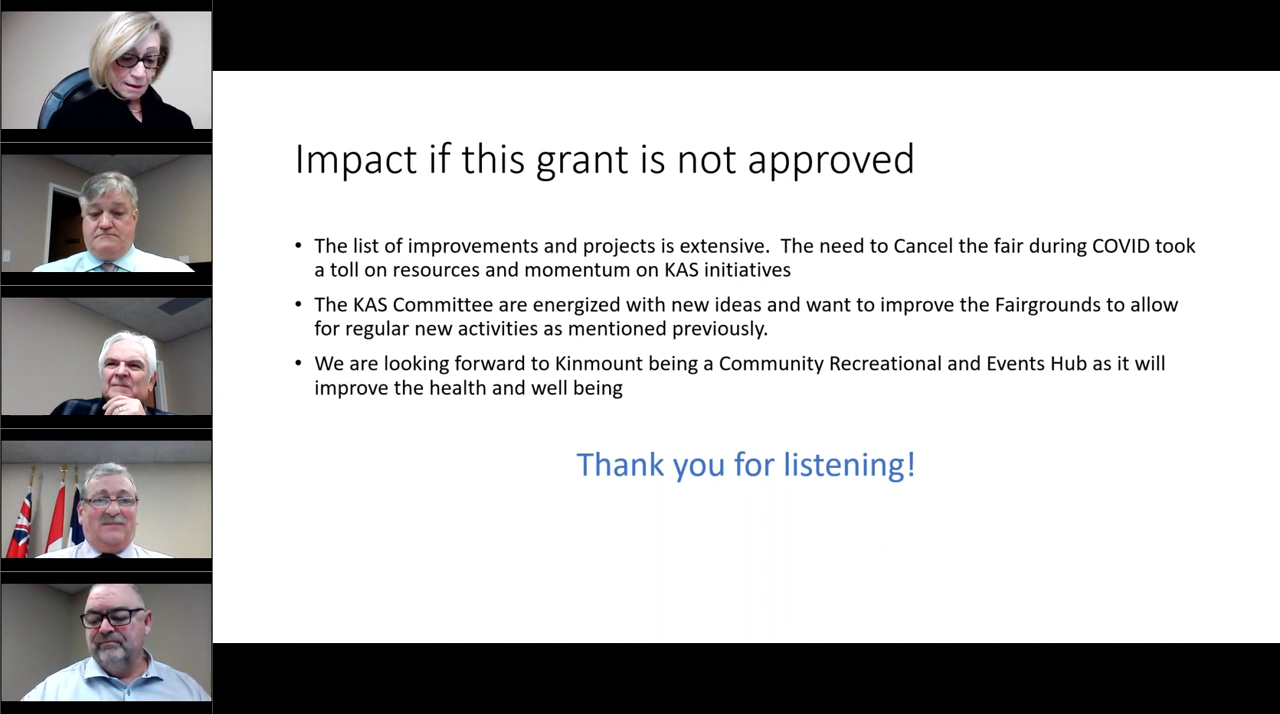 Impact if this grant is not approved
• The list of improvements and projects is extensive.  The need to Cancel the fair during COVID took
a toll on resources and momentum on KAS initiatives
• The KAS Committee are energized with new ideas and want to improve the Fairgrounds to allow
for regular new activities as mentioned previously.
• We are looking forward to Kinmount being a Community Recreational and Events Hub as it will
improve the health and well being
Thank you for listening!